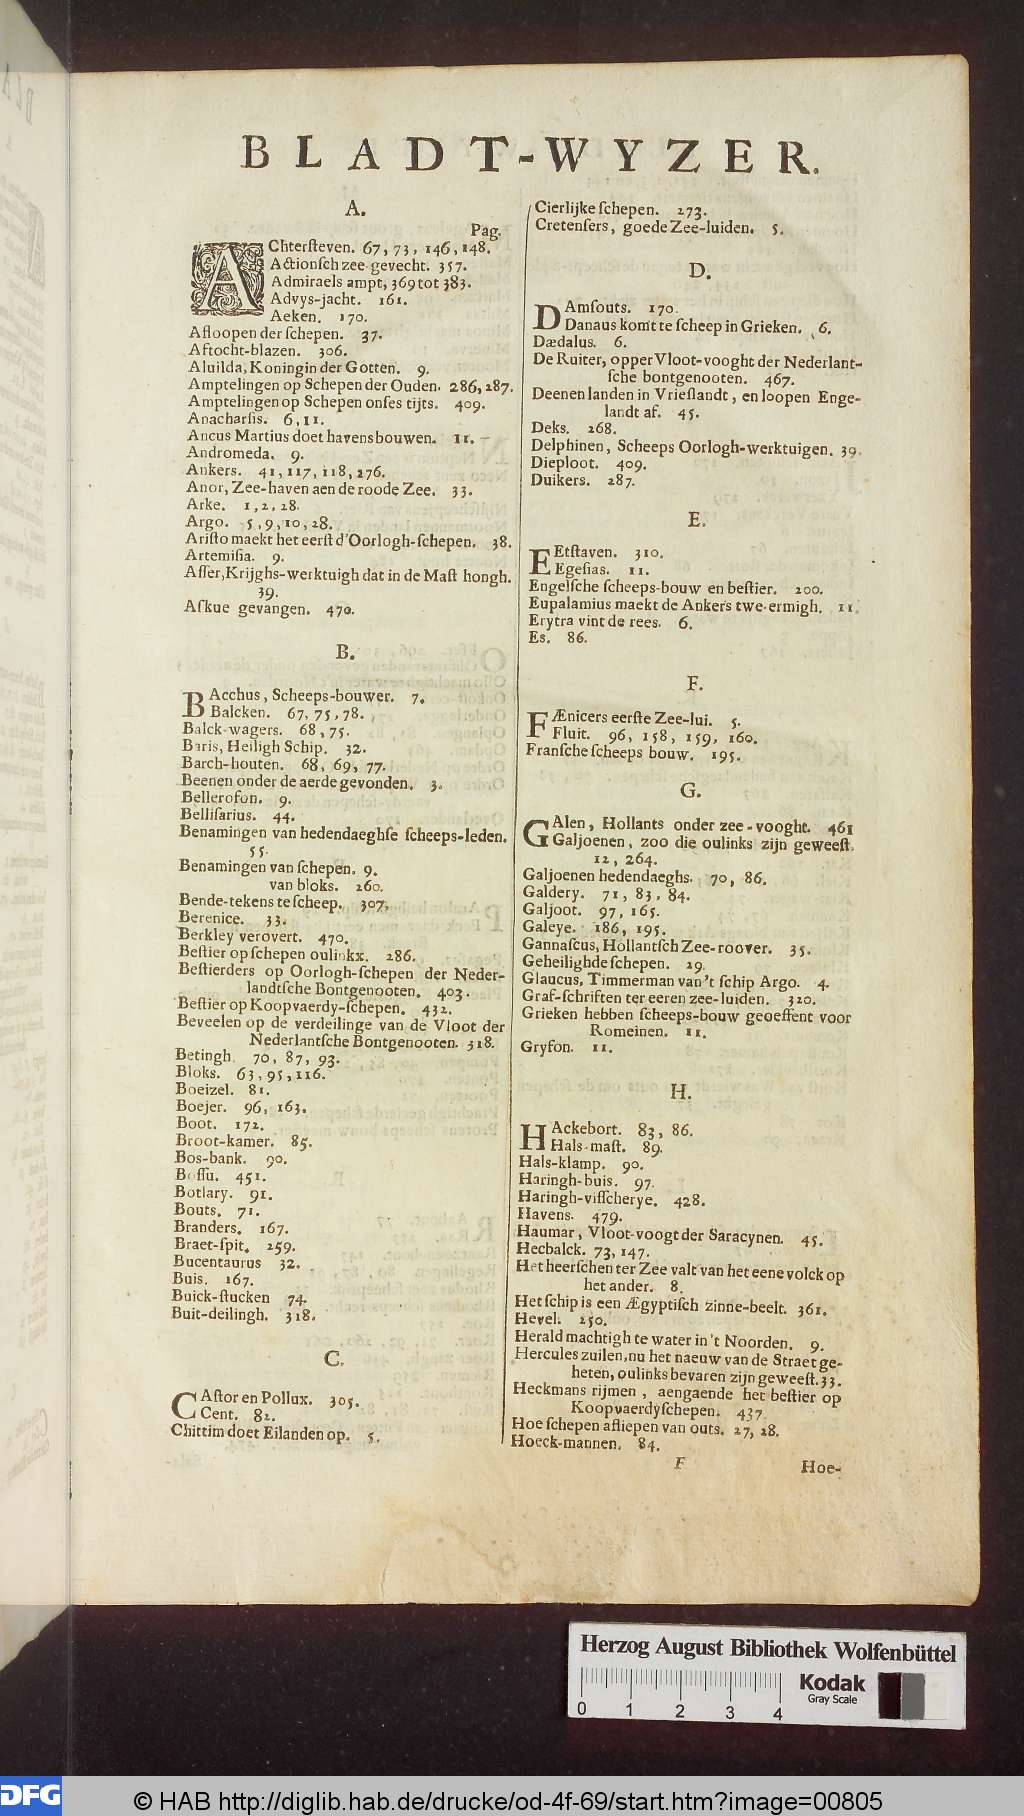 BLADT-WYZER.
A.
Pag.
AChterſteven. 67, 73, 146, 148.
Actionſch zee-gevecht. 357.
Admiraels ampt, 369 tot 383.
Advys-jacht. 161.
Aeken. 170.
Afloopen der ſchepen. 37.
Aftocht-blazen. 306.
Aluilda, Koningin der Gotten. 9.
Amptelingen op Schepen der Ouden. 286, 287.
Amptelingen op Schepen onſes tijts. 409.
Anacharſis. 6, 11.
Ancus Martius doet havens bouwen. 11.
Andromeda. 9.
Ankers. 41, 117, 118, 276.
Anor, Zee-haven aen de roode Zee. 33.
Arke. 1, 2, 28.
Argo. 5, 9, 10, 28.
Ariſto maekt het eerſt d'Oorlogh-ſchepen. 38.
Artemiſia. 9.
Aſſer, Krijghs-werktuigh dat in de Maſt hongh.
39.
Aſkue gevangen. 470.
B.
BAcchus, Scheeps-bouwer. 7.
Balcken. 67, 75, 78.
Balck-wagers. 68, 75.
Baris, Heiligh Schip. 32.
Barch-houten. 68, 69, 77.
Beenen onder de aerde gevonden. 3.
Bellerofon. 9.
Belliſarius. 44.
Benamingen van hedendaeghſe ſcheeps-leden.
55.
Benamingen van ſchepen. 9.
van bloks. 260.
Bende-tekens te ſcheep. 307.
Berenice. 33.
Berkley verovert. 470.
Beſtier op ſchepen oulinkx. 286.
Beſtierders op Oorlogh-ſchepen der Neder-
landtſche Bontgenooten. 403.
Beſtier op Koopvaerdy-ſchepen. 432.
Beveelen op de verdeilinge van de Vloot der
Nederlantſche Bontgenooten. 318.
Betingh. 70, 87, 93.
Bloks. 63, 95, 116.
Boeizel. 81.
Boejer. 96, 163.
Boot. 172.
Broot-kamer. 85.
Bos-bank. 90.
Boſſu. 451.
Botlary. 91.
Bouts. 71.
Branders. 167.
Braet-ſpit. 259.
Bucentaurus 32.
Buis. 167.
Buick-ſtucken 74.
Buit-deilingh. 318.
C.
CAſtor en Pollux. 305.
Cent. 82.
Chittim doet Eilanden op. 5.
Cierlijke ſchepen. 273.
Cretenſers, goede Zee-luiden. 5.
D.
DAmſouts. 170.
Danaus komt te ſcheep in Grieken. 6.
Dædalus. 6.
De Ruiter, opper Vloot-vooght der Nederlant-
ſche bontgenooten. 467.
Deenen landen in Vrieſlandt, en loopen Enge-
landt af. 45.
Deks. 268.
Delphinen, Scheeps Oorlogh-werktuigen. 39.
Dieploot. 409.
Duikers. 287.
E.
EEtſtaven. 310.
Egeſias. 11.
Engelſche ſcheeps-bouw en beſtier. 200.
Eupalamius maekt de Ankers twe-ermigh. 11.
Erytra vint de rees. 6.
Es. 86.
F.
FÆnicers eerſte Zee-lui. 5.
Fluit. 96, 158, 159, 160.
Franſche ſcheeps bouw. 195.
G.
GAlen, Hollants onder zee-vooght. 461
Galjoenen, zoo die oulinks zijn geweeſt.
12, 264.
Galjoenen hedendaeghs. 70, 86.
Galdery. 71, 83, 84.
Galjoot. 97, 165.
Galeye. 186, 195.
Gannaſcus, Hollantſch Zee-roover. 35.
Geheilighde ſchepen. 29.
Glaucus, Timmerman van't ſchip Argo. 4.
Graf-ſchriften ter eeren zee-luiden. 320.
Grieken hebben ſcheeps-bouw geoeffent voor
Romeinen. 11.
Gryfon. 11.
H.
HAckebort. 83, 86.
Hals-maſt. 89.
Hals-klamp. 90.
Haringh-buis. 97.
Haringh-viſſcherye. 428.
Havens. 479.
Haumar, Vloot-voogt der Saracynen. 45.
Hecbalck. 73, 147.
Het heerſchen ter Zee valt van het eene volck op
het ander. 8.
Het ſchip is een Ægyptiſch zinne-beelt. 361.
Hevel. 250.
Herald machtigh te water in 't Noorden. 9.
Hercules zuilen, nu het naeuw van de Straet ge-
heten, oulinks bevaren zijn geweeſt. 33.
Heckmans rijmen, aengaende het beſtier op
Koopvaerdyſchepen. 437.
Hoe ſchepen afliepen van outs. 27, 28.
Hoeck-mannen. 84.
F
Hoe-
Herzog August Bibliothek Wolfenbüttel
Kodak
Gray Scale
0 1 2 3 4
DFG
© HAB http://diglib.hab.de/drucke/od-4f-69/start.htm?image=00805